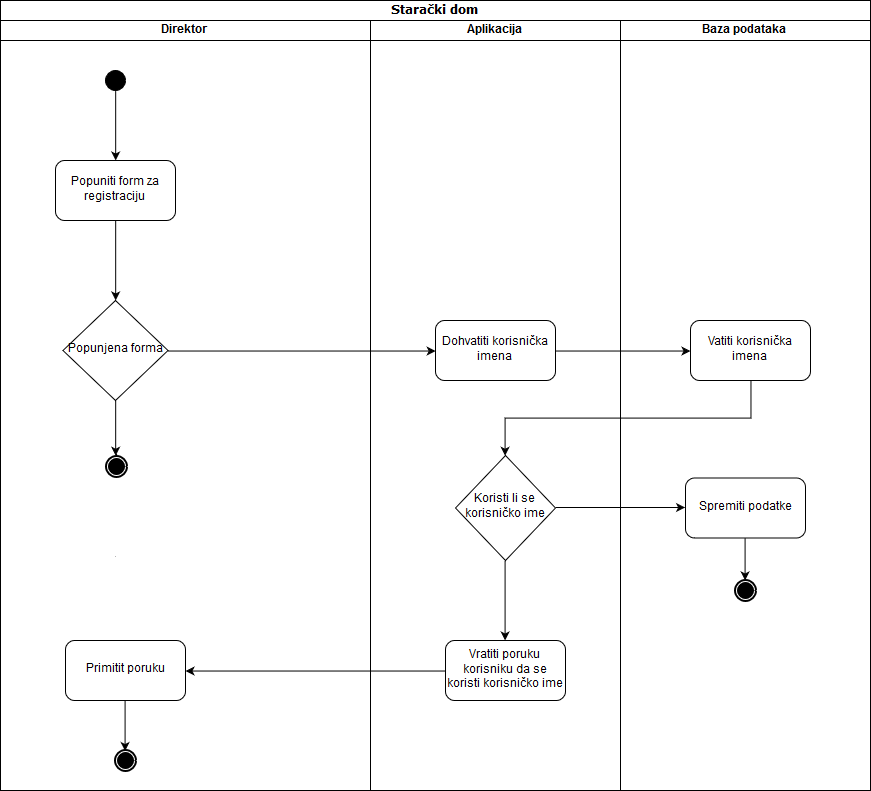 Starački dom
Direktor
Aplikacija
Baza podataka
Popuniti form za
registraciju
Popunjena forma
Dohvatiti korisnička
imena
Vatiti korisnička
imena
Koristi li se
korisničko ime
Spremiti podatke
Primitit poruku
Vratiti poruku
korisniku da se
koristi korisničko ime